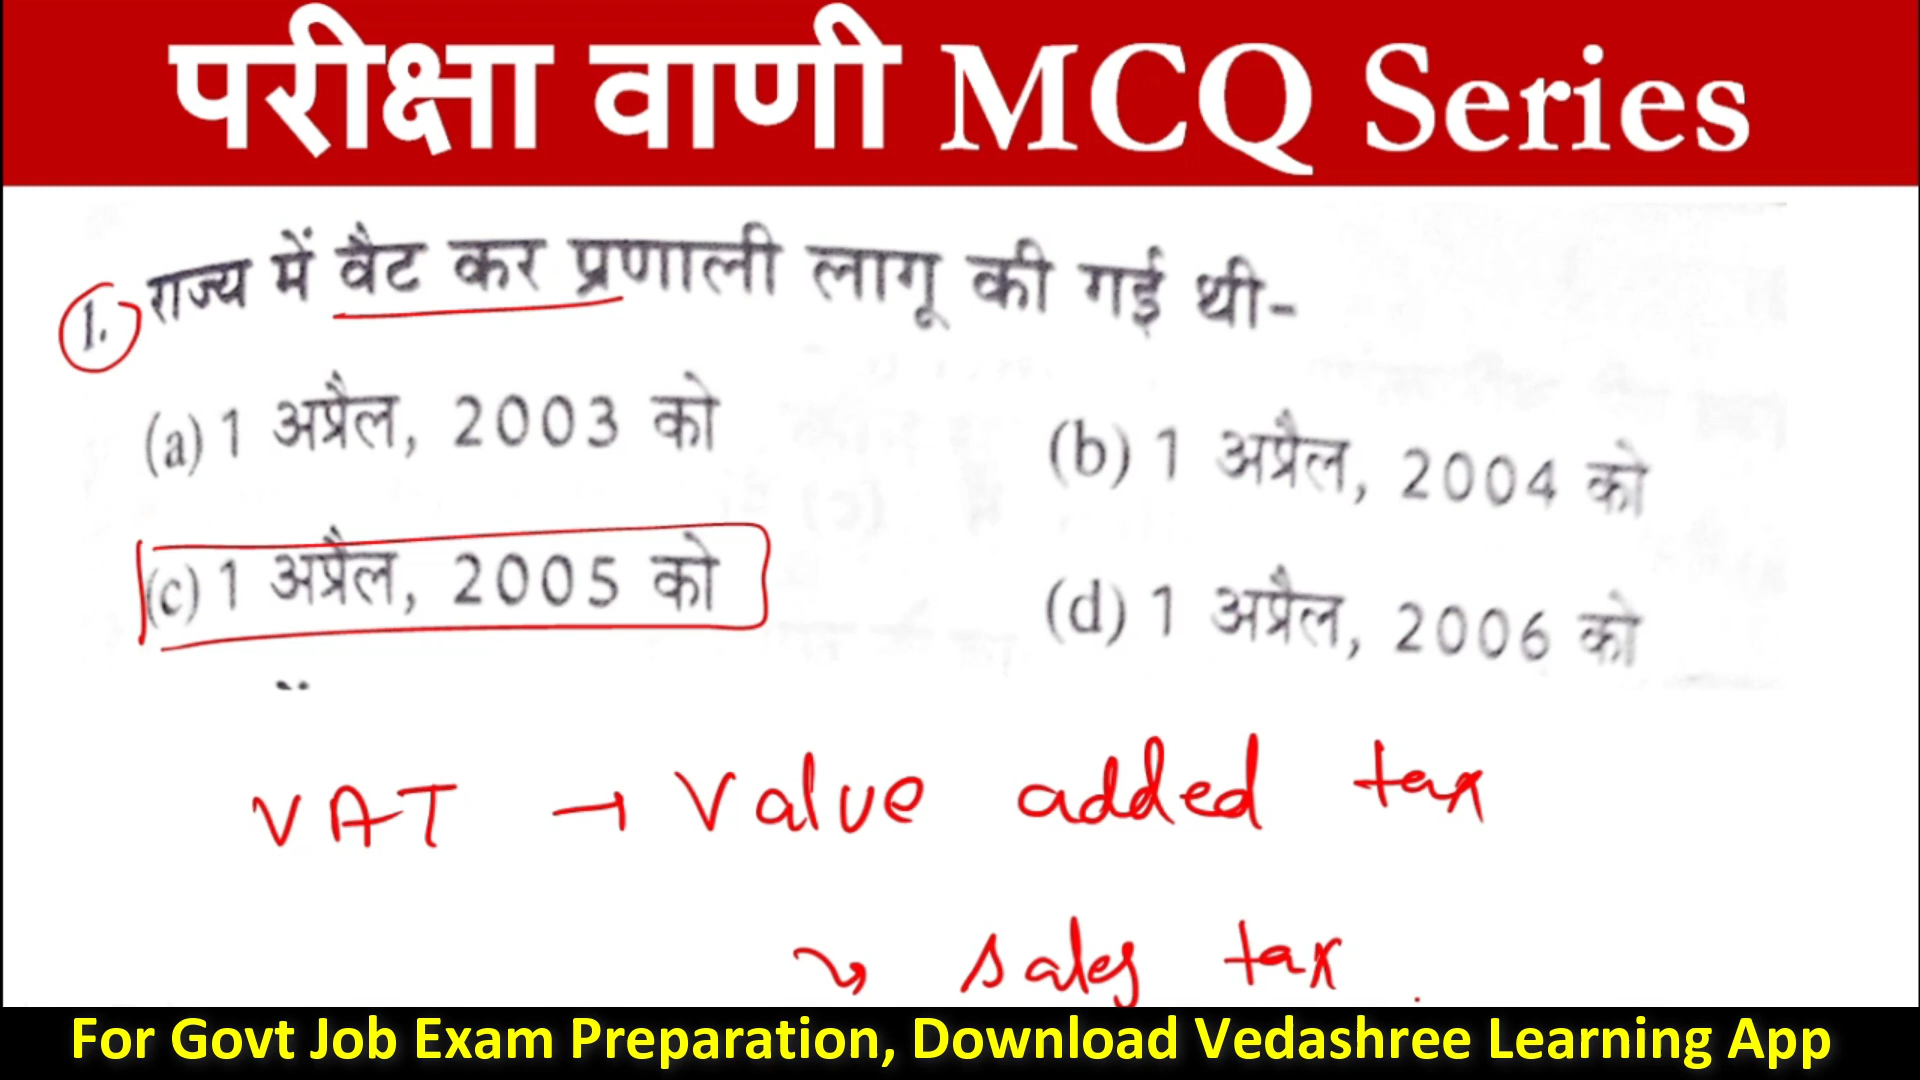 परीक्षा वाणी MCQ Series
1. राज्य में वैट कर प्रणाली लागू की गई थी-
(a) 1 अप्रैल, 2003 को
(b) 1 अप्रैल, 2004 को
(c) 1 अप्रैल, 2005 को
(d) 1 अप्रैल, 2006 को
VAT → Value added tax
↘ sales tax
For Govt Job Exam Preparation, Download Vedashree Learning App